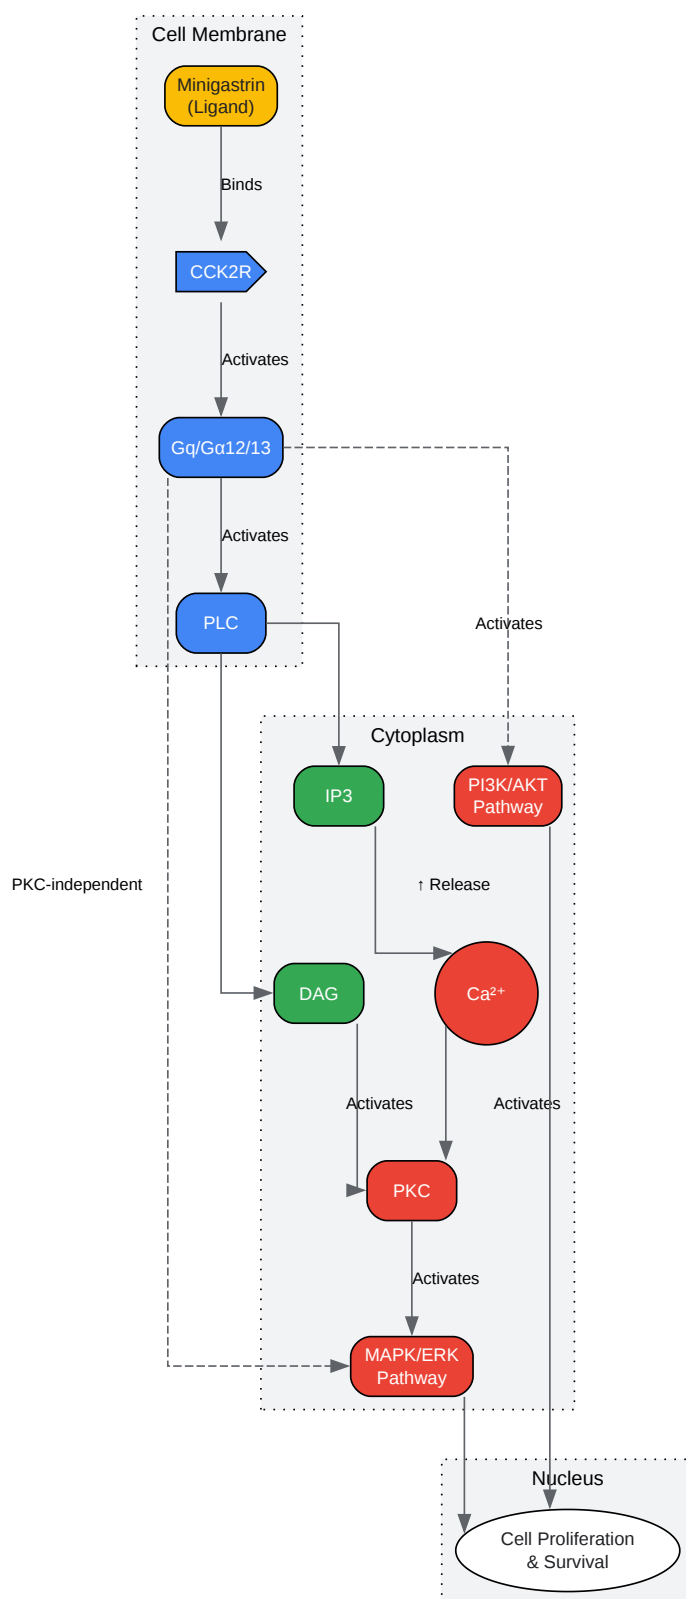 Cell Membrane
Minigastrin
(Ligand)
Binds
CCK2R
Activates
Gq/Gα12/13
Activates
PLC
Activates
Cytoplasm
IP3
PI3K/AKT
Pathway
PKC-independent
↑ Release
DAG
Ca²⁺
Activates
Activates
PKC
Activates
MAPK/ERK
Pathway
Nucleus
Cell Proliferation
& Survival